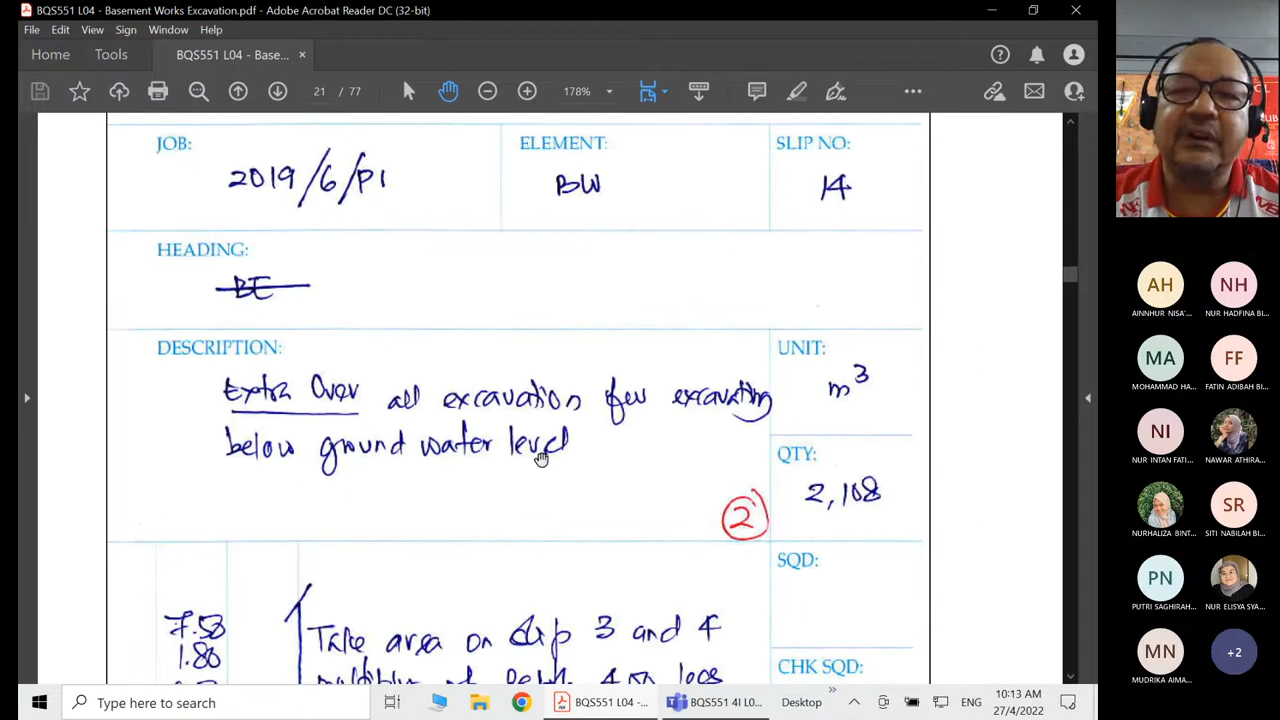 BQS551 L04 - Basement Works Excavation.pdf - Adobe Acrobat Reader DC (32-bit)
File Edit View Sign Window Help
Home Tools BQS551 L04 - Base... ×
21 / 77 178%
JOB: ELEMENT: SLIP NO:
2019/6/P1 BW 14
HEADING:
BE
DESCRIPTION: UNIT:
Extra Over all excavation for excavating m³
below ground water level
QTY:
2,108
2
SQD:
7.53 Take area on slip 3 and 4
1.80
CHK SQD:
AH NH
AINNHUR NISA'... NUR HADFINA BI...
MA FF
MOHAMMAD HA... FATIN ADIBAH BI...
NI
NUR INTAN FATI... NAWAR ATHIRA...
SR
NURHALIZA BINT... SITI NABILAH BI...
PN
PUTRI SAGHIRAH... NUR ELISYA SYA...
MN +2
MUDRIKA AIMA...
Type here to search
BQS551 L04 -... BQS551 4I L0... Desktop » ENG 10:13 AM
27/4/2022